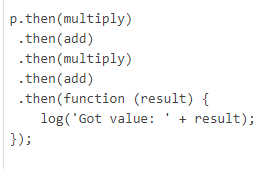 p.then(multiply)
 .then(add)
 .then(multiply)
 .then(add)
 .then(function (result) {
    log('Got value: ' + result);
});